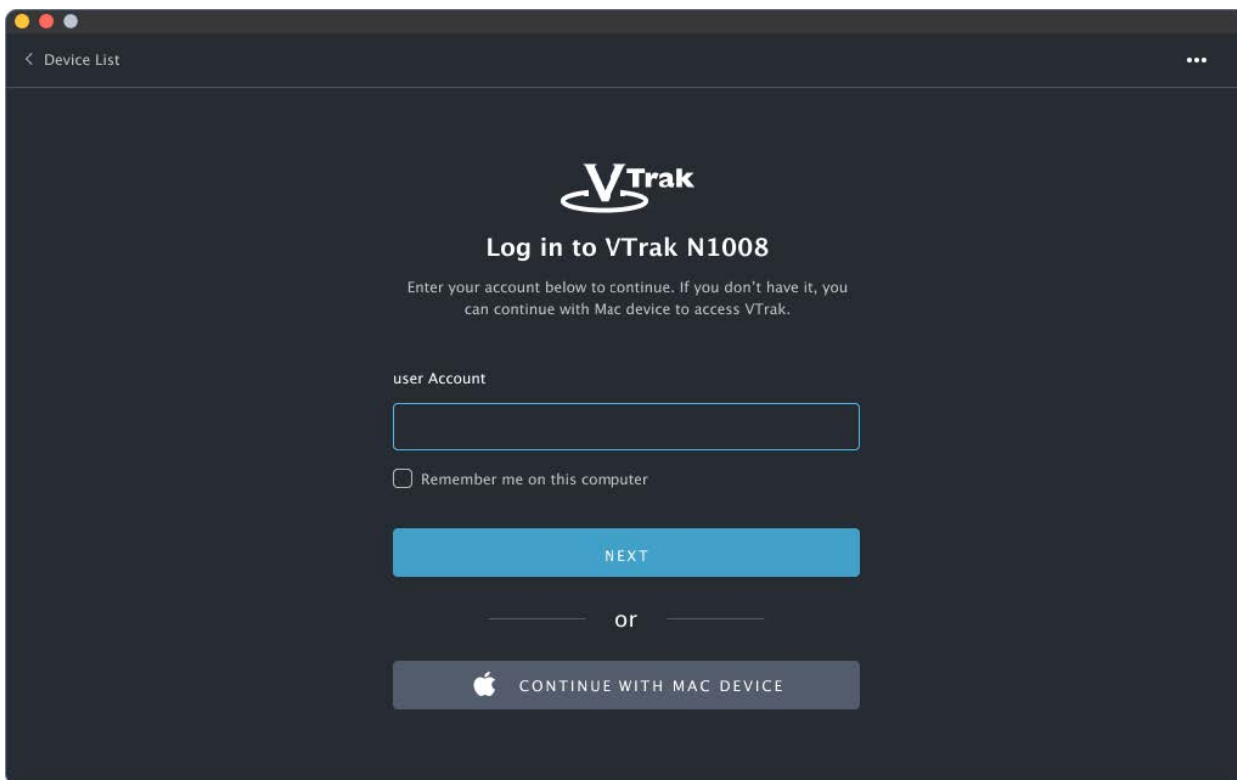 Device List
VTrak
Log in to VTrak N1008
Enter your account below to continue. If you don't have it, you
can continue with Mac device to access VTrak.
user Account
Remember me on this computer
NEXT
or
CONTINUE WITH MAC DEVICE